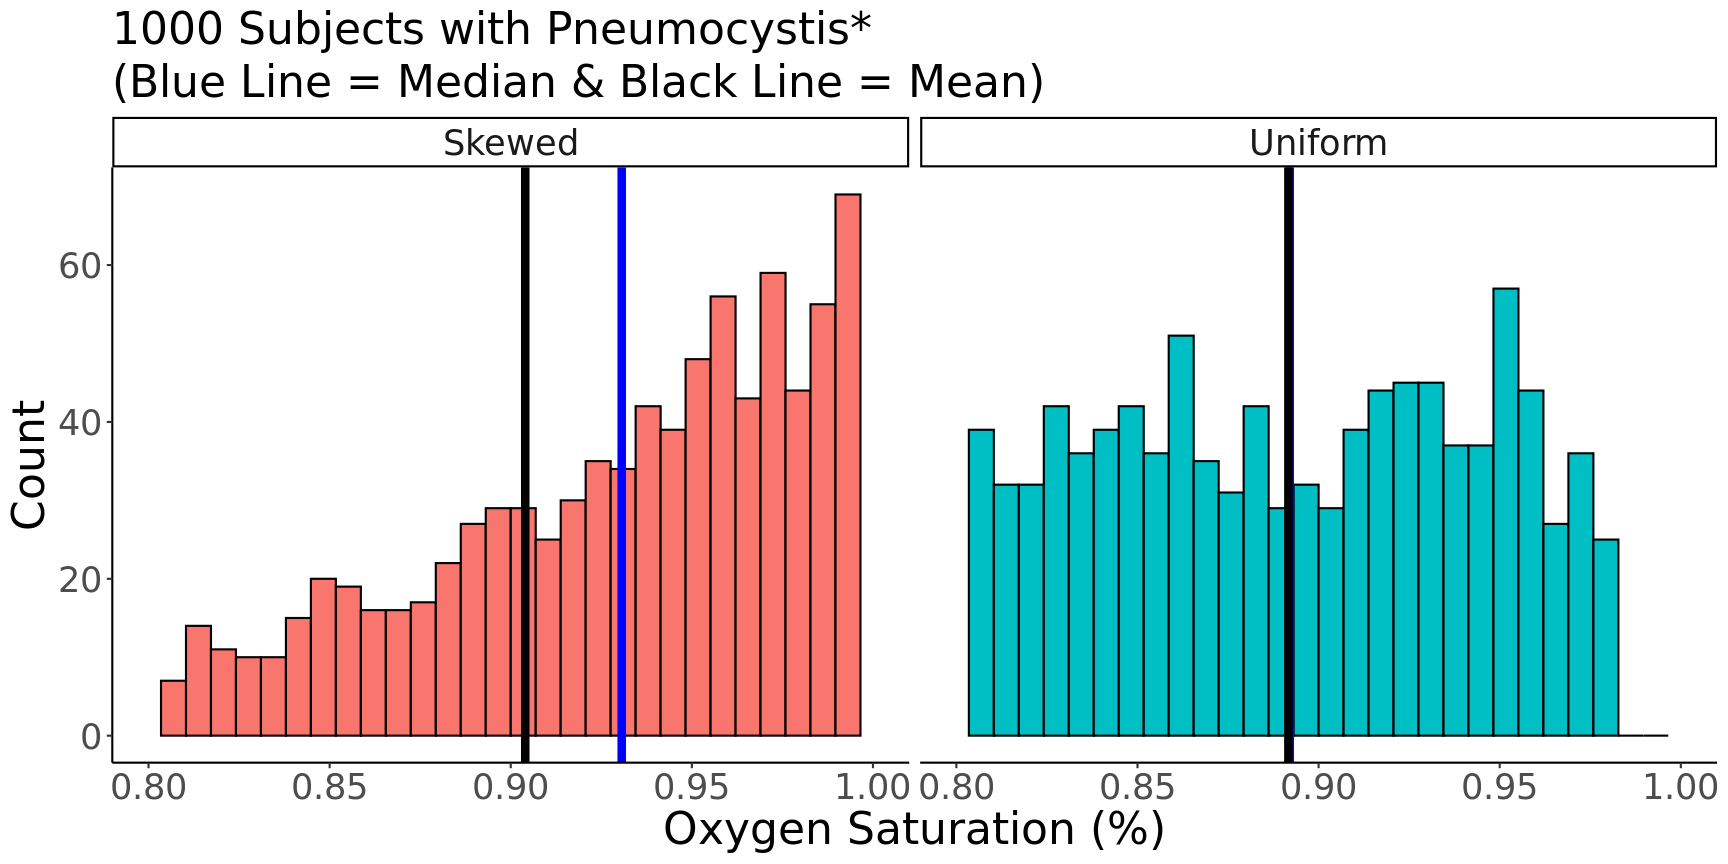 1000 Subjects with Pneumocystis*
(Blue Line = Median & Black Line = Mean)
Skewed
Uniform
Count
60
40
20
0
0.80 0.85 0.90 0.95 1.00
0.80 0.85 0.90 0.95 1.00
Oxygen Saturation (%)